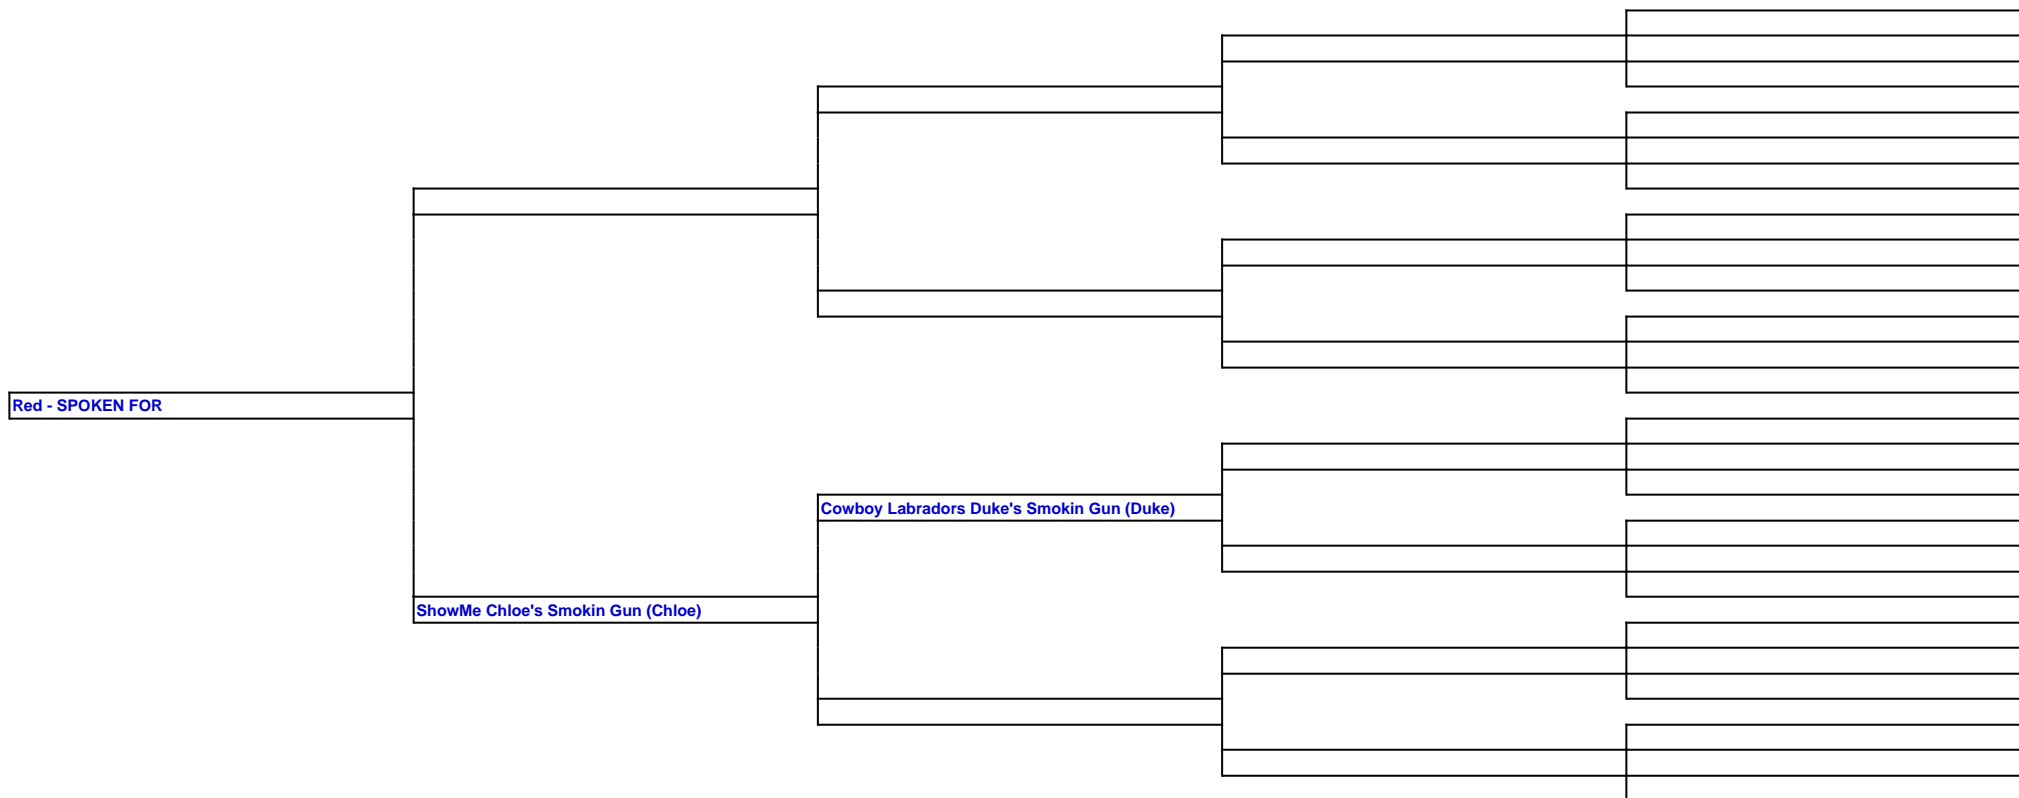 Red - SPOKEN FOR
Cowboy Labradors Duke's Smokin Gun (Duke)
ShowMe Chloe's Smokin Gun (Chloe)